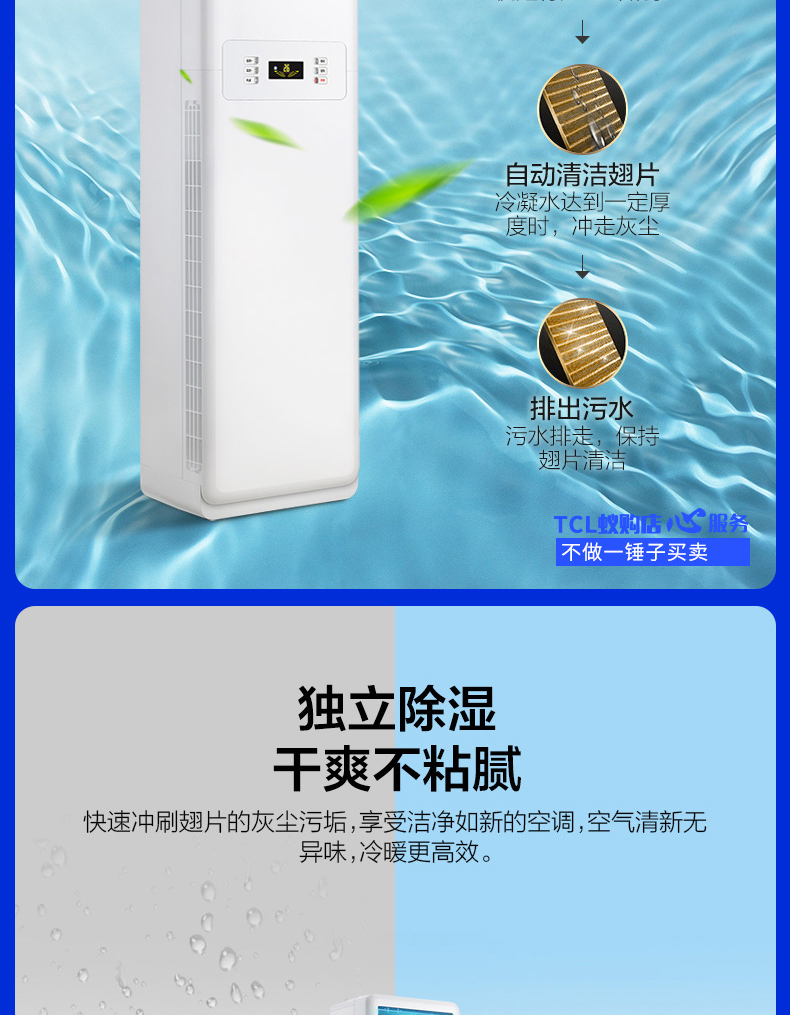 自动清洁翅片
冷凝水达到一定厚
度时，冲走灰尘
排出污水
污水排走，保持
翅片清洁
TCL蚁购店心服务
不做一锤子买卖
独立除湿
干爽不粘腻
快速冲刷翅片的灰尘污垢,享受洁净如新的空调,空气清新无
异味,冷暖更高效。